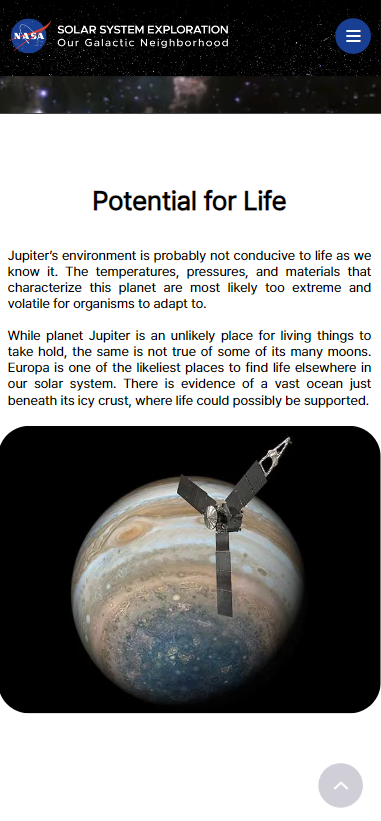 NASA
SOLAR SYSTEM EXPLORATION
Our Galactic Neighborhood
Potential for Life
Jupiter’s environment is probably not conducive to life as we
know it. The temperatures, pressures, and materials that
characterize this planet are most likely too extreme and
volatile for organisms to adapt to.
While planet Jupiter is an unlikely place for living things to
take hold, the same is not true of some of its many moons.
Europa is one of the likeliest places to find life elsewhere in
our solar system. There is evidence of a vast ocean just
beneath its icy crust, where life could possibly be supported.